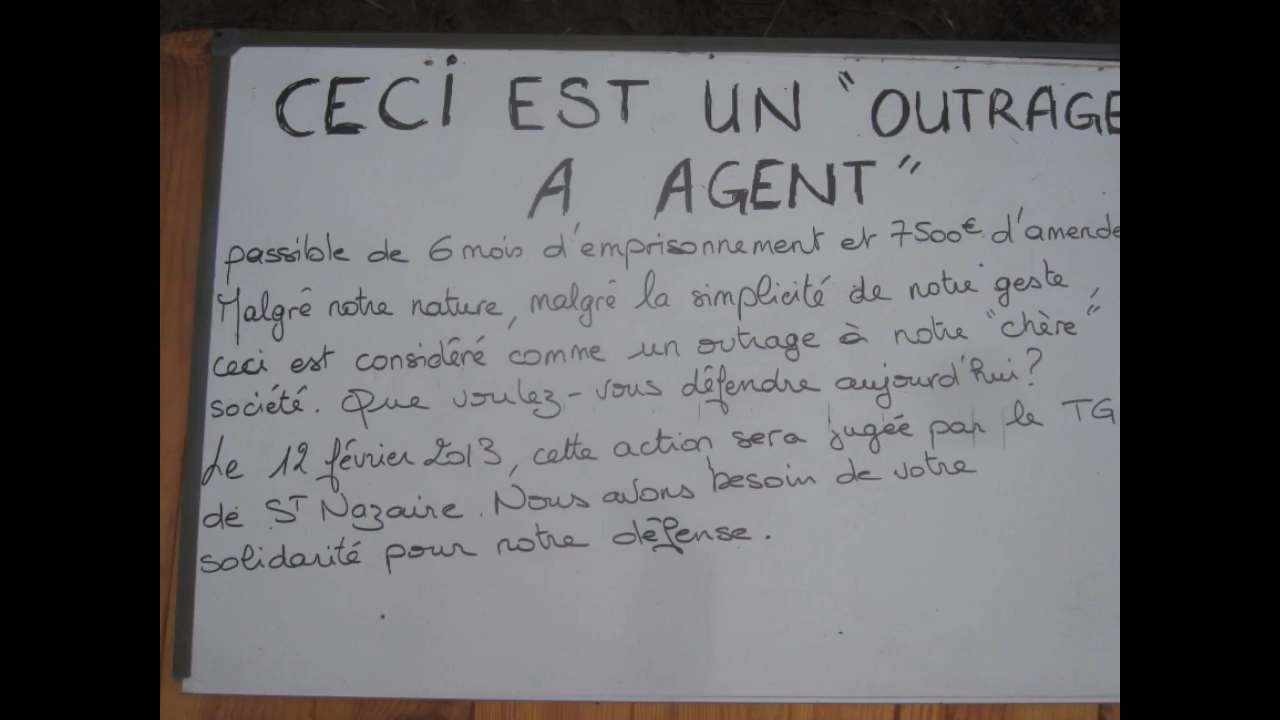 CECI EST UN "OUTRAGE
A AGENT"
passible de 6 mois d'emprisonnement et 7500€ d'amende
Malgré notre nature, malgré la simplicité de notre geste,
ceci est considéré comme un outrage à notre "chère"
société. Que voulez-vous défendre aujourd'hui?
Le 12 février 2013, cette action sera jugée par le TG
de ST Nazaire. Nous avons besoin de votre
solidarité pour notre défense.